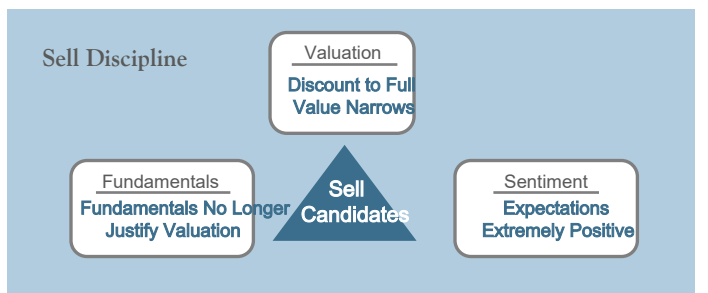 Sell Discipline
Valuation
Discount to Full
Value Narrows
Fundamentals
Fundamentals No Longer
Justify Valuation
Sell
Candidates
Sentiment
Expectations
Extremely Positive